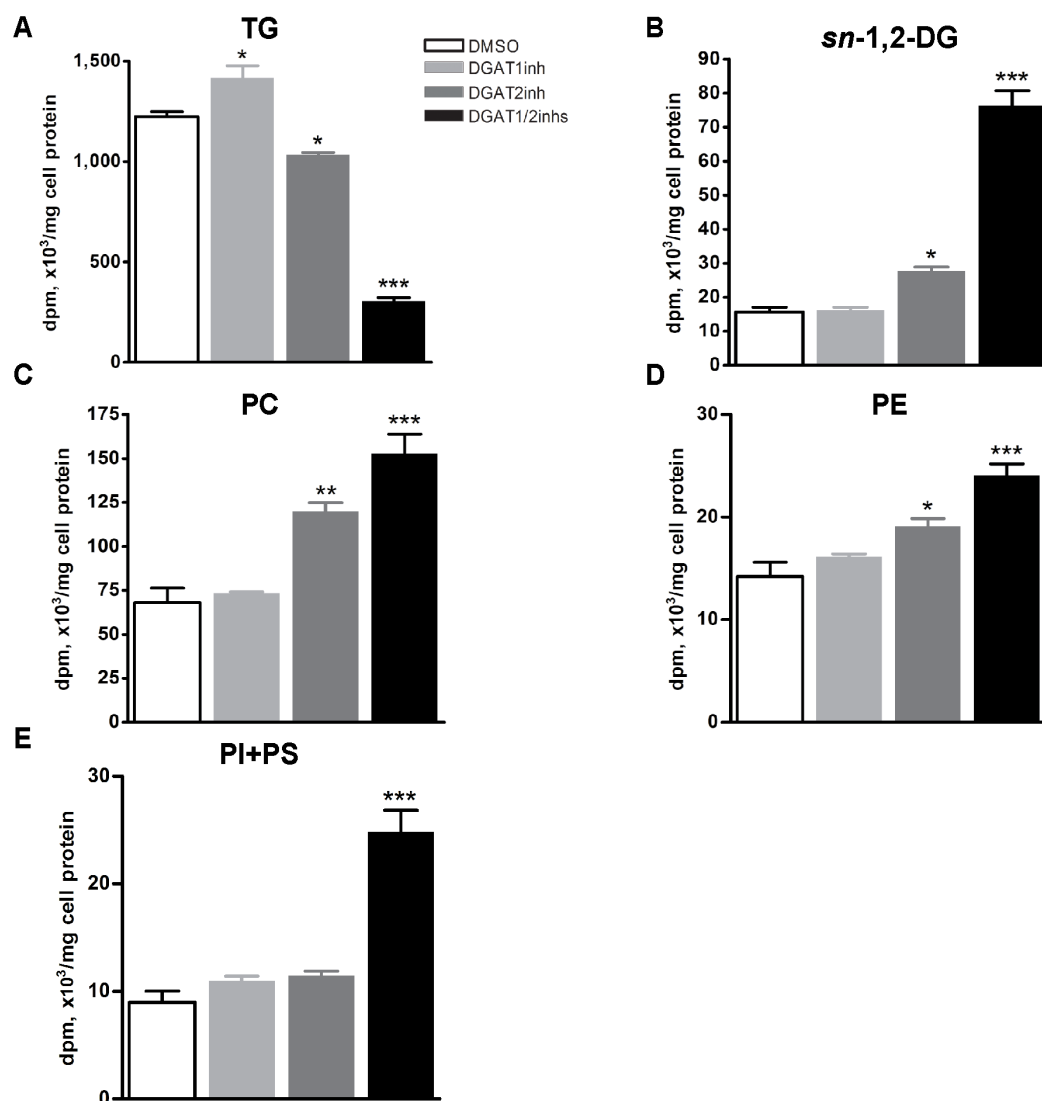 A
TG
1,500
1,000
500
0
dpm, x10³/mg cell protein
*
*
***
DMSO
DGAT1inh
DGAT2inh
DGAT1/2inhs
B
sn-1,2-DG
90
80
70
60
50
40
30
20
10
0
dpm, x10³/mg cell protein
*
***
C
PC
175
150
125
100
75
50
25
0
dpm, x10³/mg cell protein
**
***
D
PE
30
20
10
0
dpm, x10³/mg cell protein
*
***
E
PI+PS
30
20
10
0
dpm, x10³/mg cell protein
***